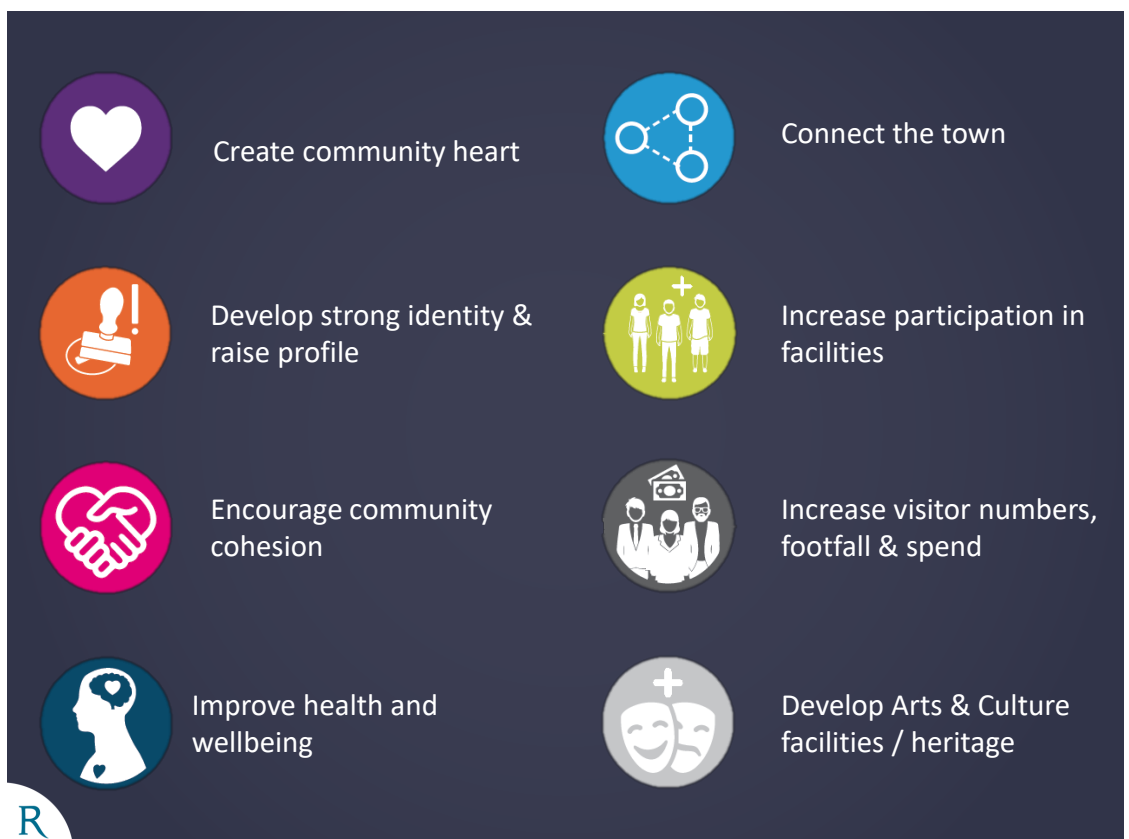 Create community heart
Connect the town
Develop strong identity &
raise profile
Increase participation in
facilities
Encourage community
cohesion
Increase visitor numbers,
footfall & spend
Improve health and
wellbeing
Develop Arts & Culture
facilities / heritage
R